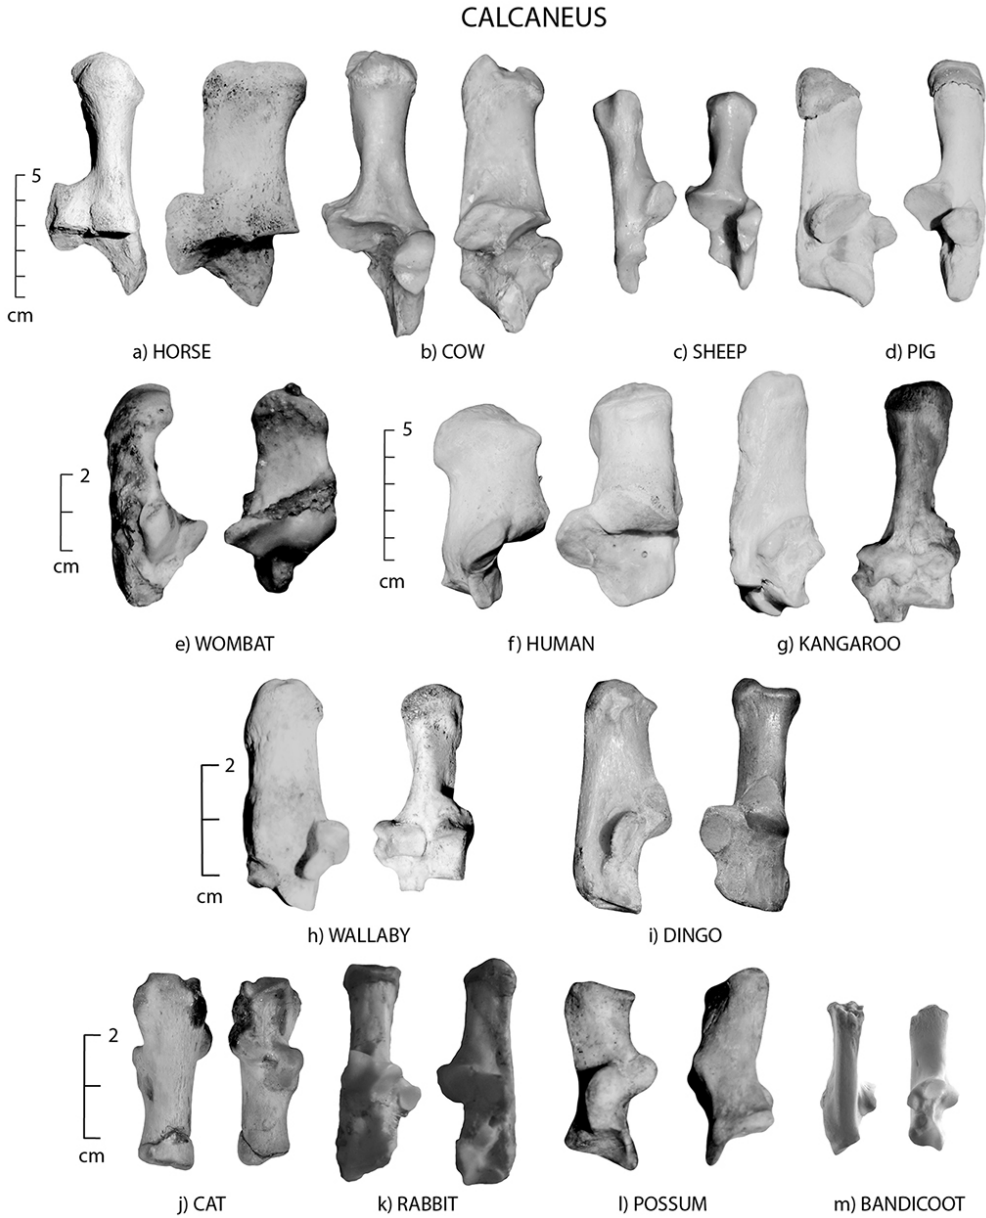 CALCANEUS
5
cm
a) HORSE
b) COW
c) SHEEP
d) PIG
2
cm
5
cm
e) WOMBAT
f) HUMAN
g) KANGAROO
2
cm
h) WALLABY
i) DINGO
2
cm
j) CAT
k) RABBIT
l) POSSUM
m) BANDICOOT